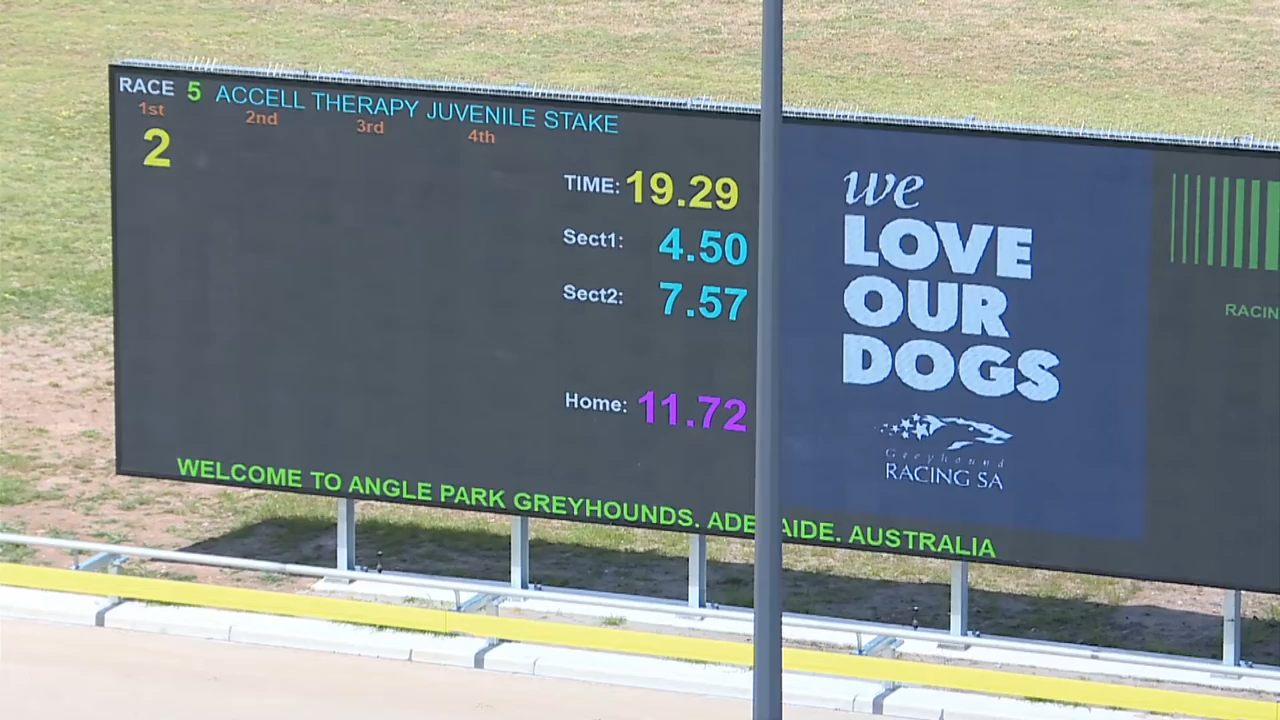 RACE 5 ACCELL THERAPY JUVENILE STAKE
1st 2nd 3rd 4th
2
TIME: 19.29
Sect1: 4.50
Sect2: 7.57
Home: 11.72
WELCOME TO ANGLE PARK GREYHOUNDS. ADELAIDE. AUSTRALIA
we
LOVE
OUR
DOGS
Greyhound
RACING SA
RACIN